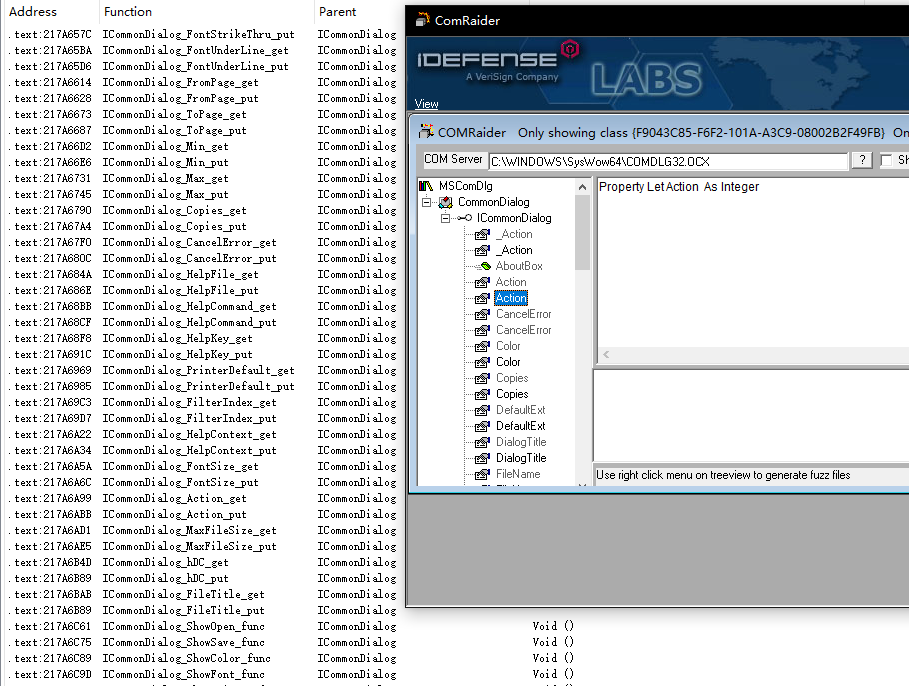 Address Function Parent
.text:217A657C ICommonDialog_FontStrikeThru_put ICommonDialog
.text:217A65BA ICommonDialog_FontUnderLine_get ICommonDialog
.text:217A65D6 ICommonDialog_FontUnderLine_put ICommonDialog
.text:217A6614 ICommonDialog_FromPage_get ICommonDialog
.text:217A6628 ICommonDialog_FromPage_put ICommonDialog
.text:217A6673 ICommonDialog_ToPage_get ICommonDialog
.text:217A6687 ICommonDialog_ToPage_put ICommonDialog
.text:217A66D2 ICommonDialog_Min_get ICommonDialog
.text:217A66E6 ICommonDialog_Min_put ICommonDialog
.text:217A6731 ICommonDialog_Max_get ICommonDialog
.text:217A6745 ICommonDialog_Max_put ICommonDialog
.text:217A6790 ICommonDialog_Copies_get ICommonDialog
.text:217A67A4 ICommonDialog_Copies_put ICommonDialog
.text:217A67F0 ICommonDialog_CancelError_get ICommonDialog
.text:217A680C ICommonDialog_CancelError_put ICommonDialog
.text:217A684A ICommonDialog_HelpFile_get ICommonDialog
.text:217A686E ICommonDialog_HelpFile_put ICommonDialog
.text:217A68BB ICommonDialog_HelpCommand_get ICommonDialog
.text:217A68CF ICommonDialog_HelpCommand_put ICommonDialog
.text:217A68F8 ICommonDialog_HelpKey_get ICommonDialog
.text:217A691C ICommonDialog_HelpKey_put ICommonDialog
.text:217A6969 ICommonDialog_PrinterDefault_get ICommonDialog
.text:217A6985 ICommonDialog_PrinterDefault_put ICommonDialog
.text:217A69C3 ICommonDialog_FilterIndex_get ICommonDialog
.text:217A69D7 ICommonDialog_FilterIndex_put ICommonDialog
.text:217A6A22 ICommonDialog_HelpContext_get ICommonDialog
.text:217A6A34 ICommonDialog_HelpContext_put ICommonDialog
.text:217A6A5A ICommonDialog_FontSize_get ICommonDialog
.text:217A6A6C ICommonDialog_FontSize_put ICommonDialog
.text:217A6A99 ICommonDialog_Action_get ICommonDialog
.text:217A6ABB ICommonDialog_Action_put ICommonDialog
.text:217A6AD1 ICommonDialog_MaxFileSize_get ICommonDialog
.text:217A6AE5 ICommonDialog_MaxFileSize_put ICommonDialog
.text:217A6B4D ICommonDialog_hDC_get ICommonDialog
.text:217A6B89 ICommonDialog_hDC_put ICommonDialog
.text:217A6BAB ICommonDialog_FileTitle_get ICommonDialog
.text:217A6B89 ICommonDialog_FileTitle_put ICommonDialog
.text:217A6C61 ICommonDialog_ShowOpen_func ICommonDialog Void ()
.text:217A6C75 ICommonDialog_ShowSave_func ICommonDialog Void ()
.text:217A6C89 ICommonDialog_ShowColor_func ICommonDialog Void ()
.text:217A6C9D ICommonDialog_ShowFont_func ICommonDialog Void ()
ComRaider
iDEFENSE
A VeriSign Company
LABS
View
COMRaider Only showing class {F9043C85-F6F2-101A-A3C9-08002B2F49FB} On
COM Server C:\WINDOWS\SysWow64\COMDLG32.OCX ? Sh
MSComDlg
CommonDialog
ICommonDialog
_Action
_Action
AboutBox
Action
Action
CancelError
CancelError
Color
Color
Copies
Copies
DefaultExt
DefaultExt
DialogTitle
DialogTitle
FileName
Property Let Action As Integer
Use right click menu on treeview to generate fuzz files